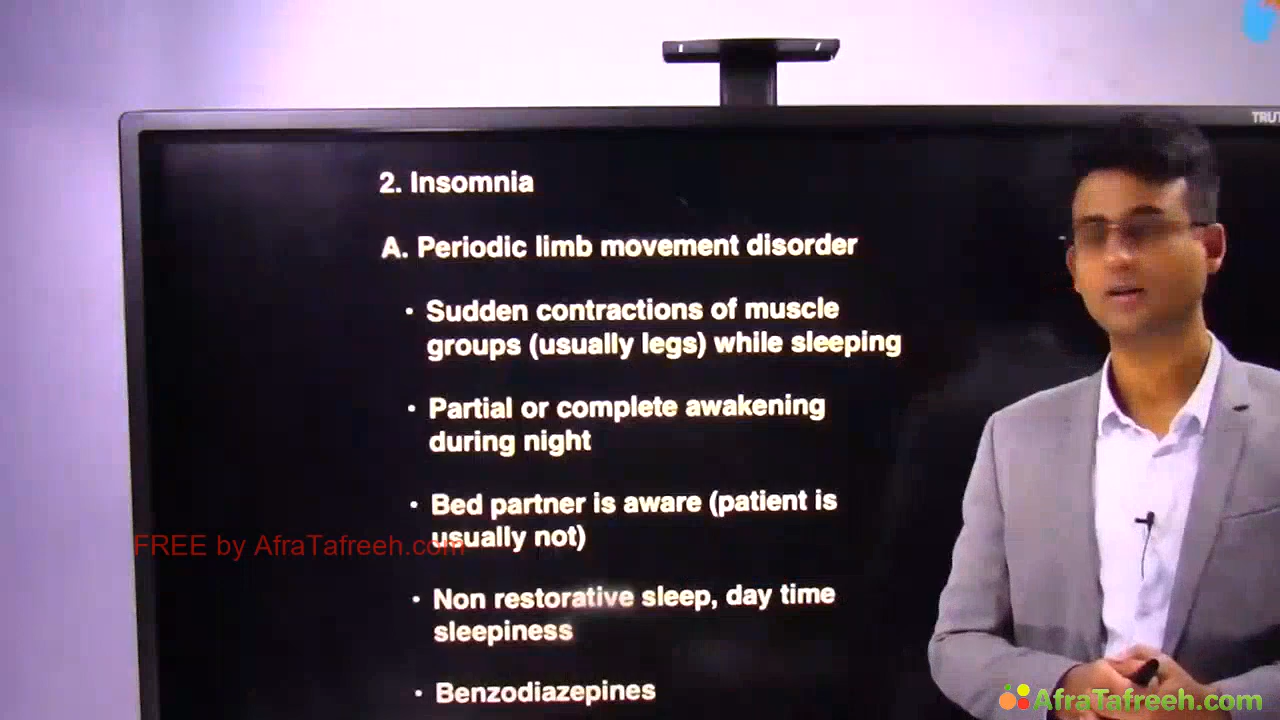 TRUT
2. Insomnia
A. Periodic limb movement disorder
· Sudden contractions of muscle
groups (usually legs) while sleeping
· Partial or complete awakening
during night
· Bed partner is aware (patient is
usually not)
FREE by AfraTafreeh.com
· Non restorative sleep, day time
sleepiness
· Benzodiazepines
AfraTafreeh.com